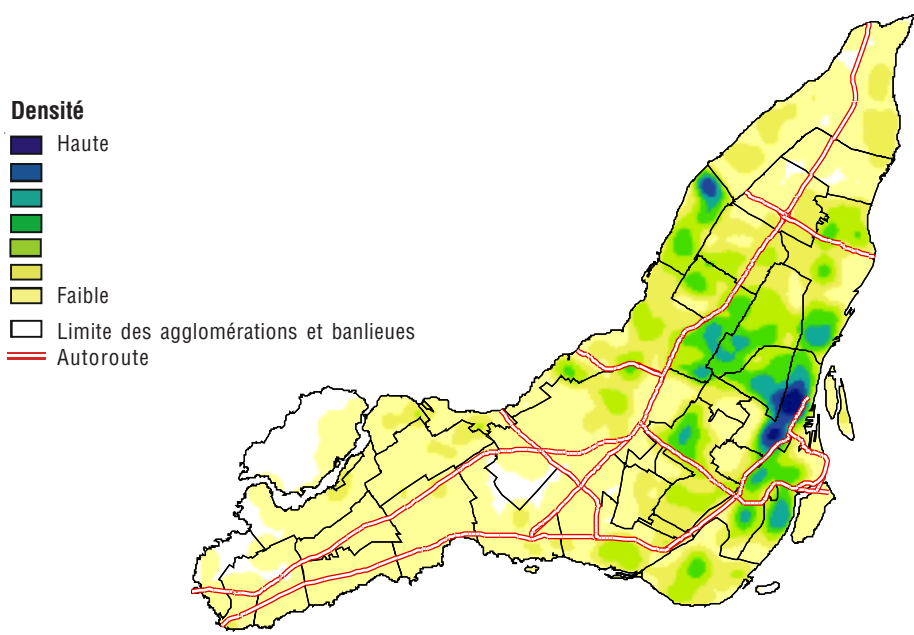 Densité
Haute
Faible
Limite des agglomérations et banlieues
Autoroute